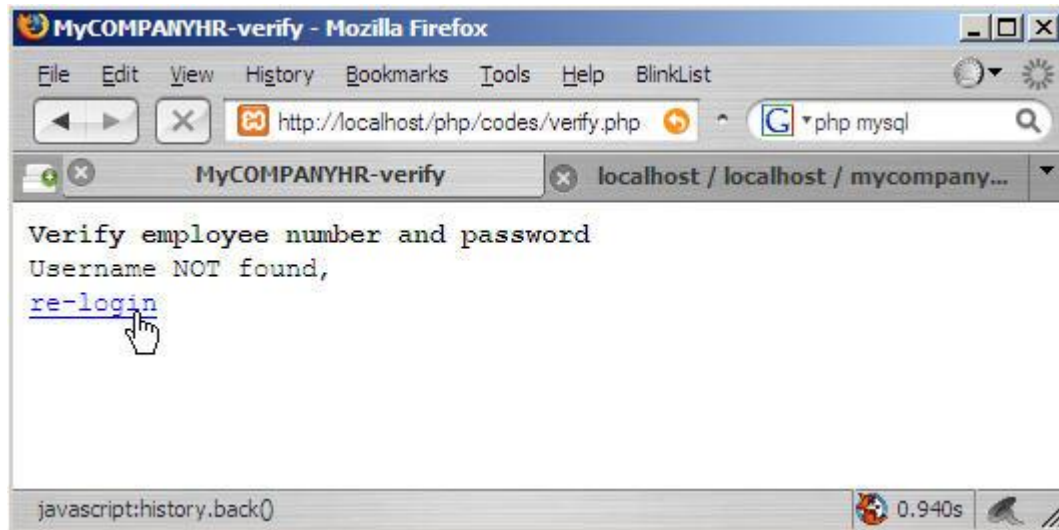 MyCOMPANYHR-verify - Mozilla Firefox
File Edit View History Bookmarks Tools Help BlinkList
http://localhost/php/codes/verify.php G php mysql
MyCOMPANYHR-verify localhost / localhost / mycompany...
Verify employee number and password
Username NOT found,
re-login
javascript:history.back() 0.940s